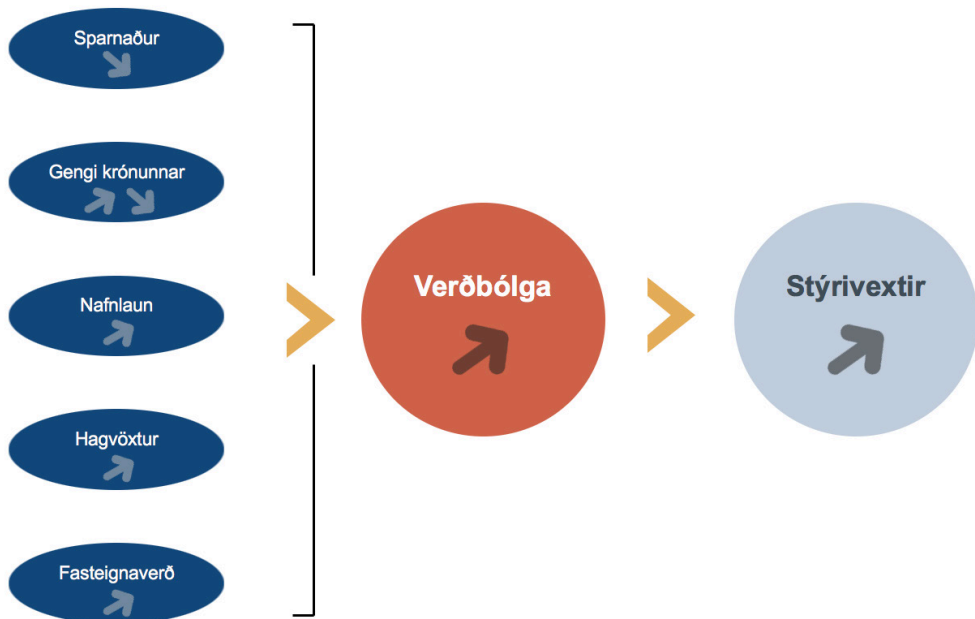 Sparnaður
Gengi krónunnar
Nafnlaun
Hagvöxtur
Fasteignaverð
Verðbólga
Stýrivextir